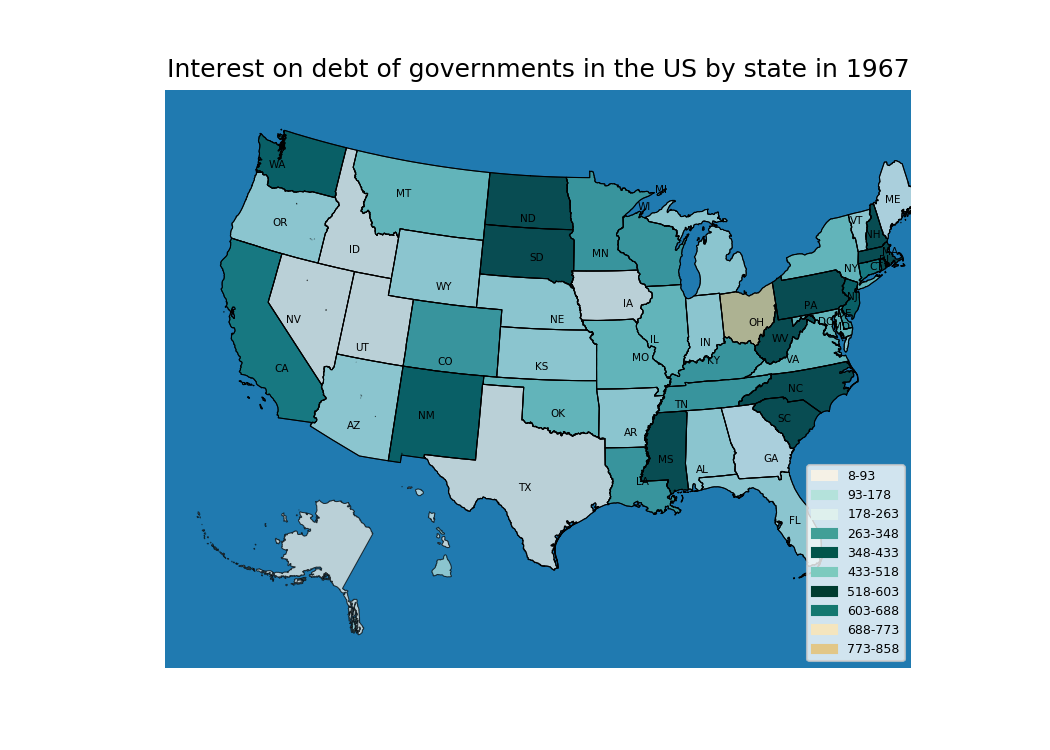 Interest on debt of governments in the US by state in 1967
WA
MT
ND
MI
ME
OR
ID
SD
MN
WI
VT
NH
MA
WY
NY
CT
NV
UT
CO
NE
IA
IL
IN
OH
PA
NJ
DE
MD
DC
WV
VA
CA
KS
MO
KY
AZ
NM
OK
AR
TN
NC
SC
TX
LA
MS
AL
GA
FL
8-93
93-178
178-263
263-348
348-433
433-518
518-603
603-688
688-773
773-858